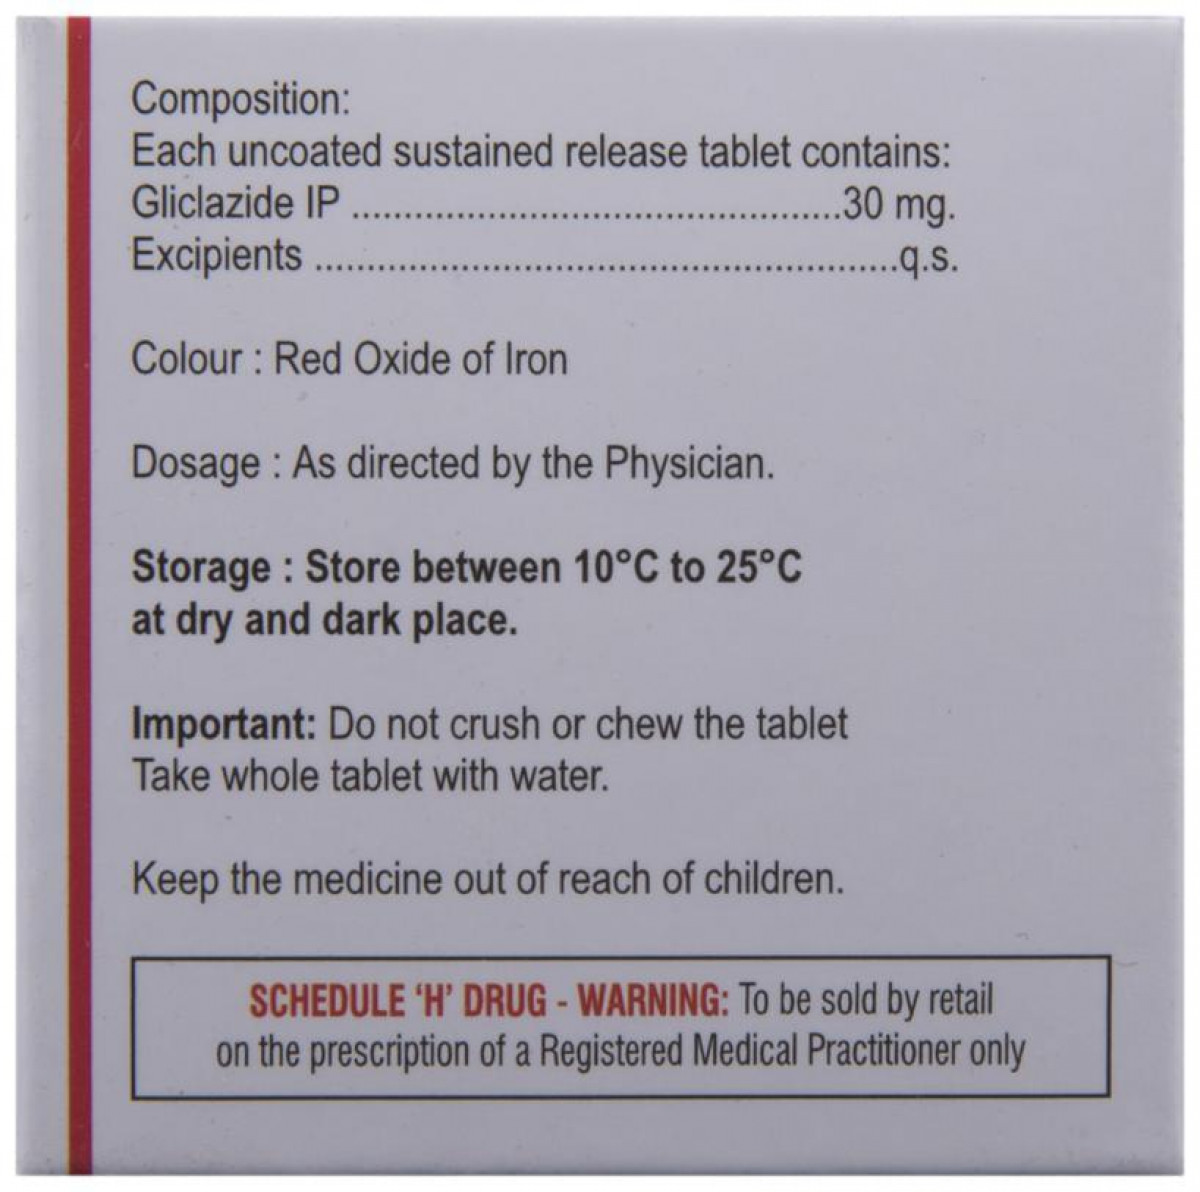 Composition:
Each uncoated sustained release tablet contains:
Gliclazide IP ...............................................30 mg.
Excipients ........................................................q.s.
Colour : Red Oxide of Iron
Dosage : As directed by the Physician.
Storage : Store between 10°C to 25°C
at dry and dark place.
Important: Do not crush or chew the tablet
Take whole tablet with water.
Keep the medicine out of reach of children.
SCHEDULE ‘H’ DRUG - WARNING: To be sold by retail
on the prescription of a Registered Medical Practitioner only